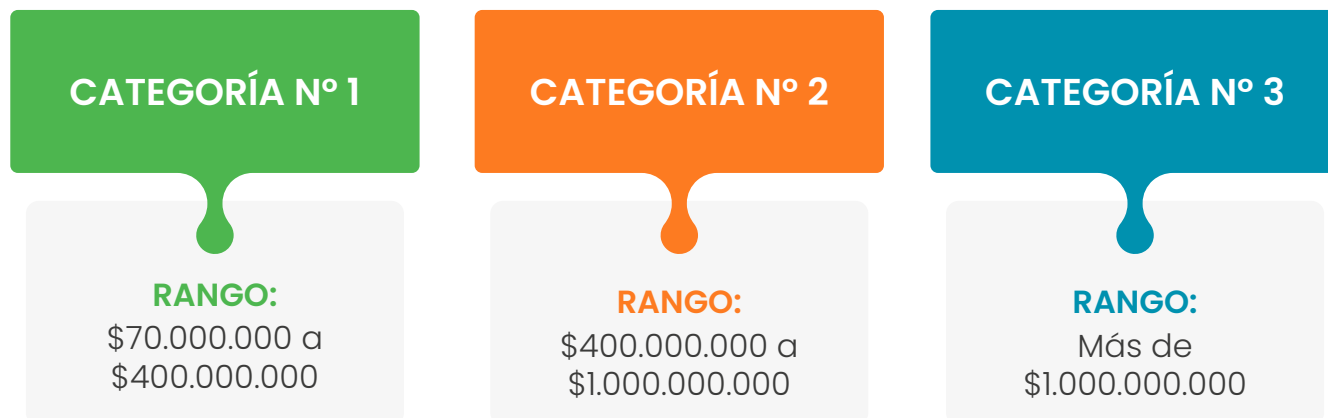 CATEGORÍA Nº 1
RANGO:
$70.000.000 a
$400.000.000
CATEGORÍA Nº 2
RANGO:
$400.000.000 a
$1.000.000.000
CATEGORÍA Nº 3
RANGO:
Más de
$1.000.000.000